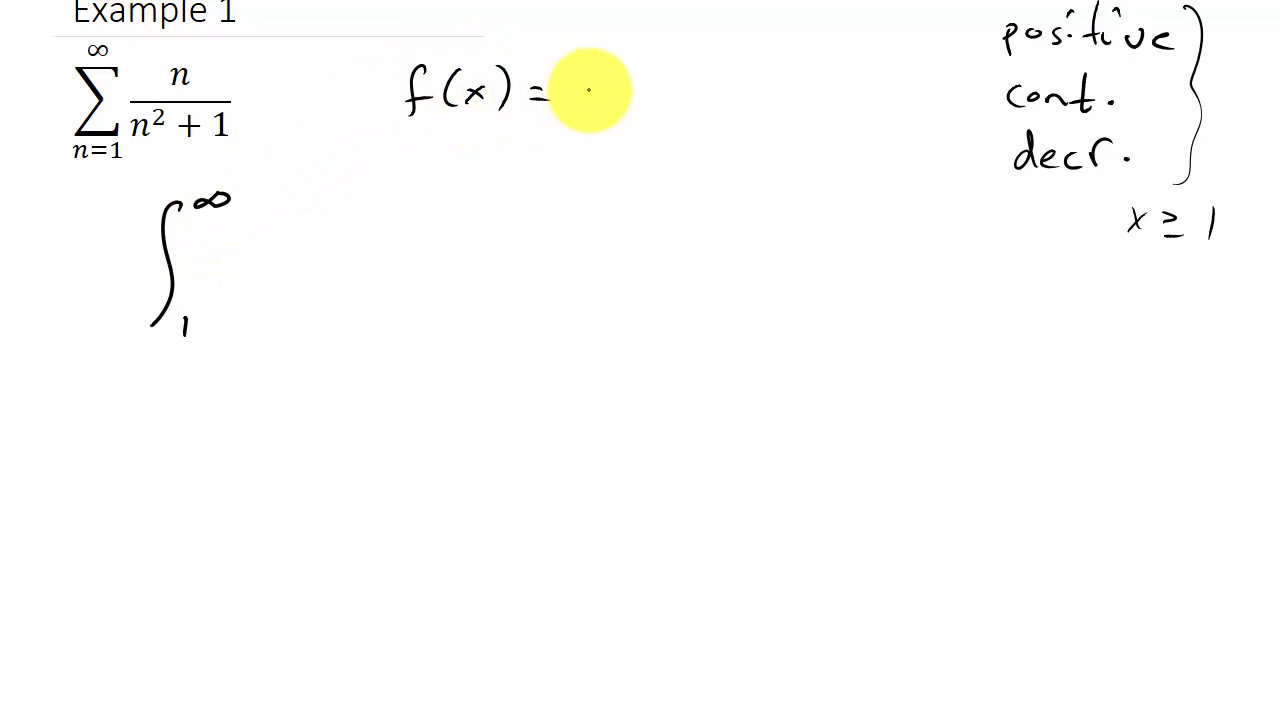 Example 1
∞
∑ n / (n² + 1)
n=1
f(x) =
∫ ∞
1
positive
cont.
decr.
x ≥ 1